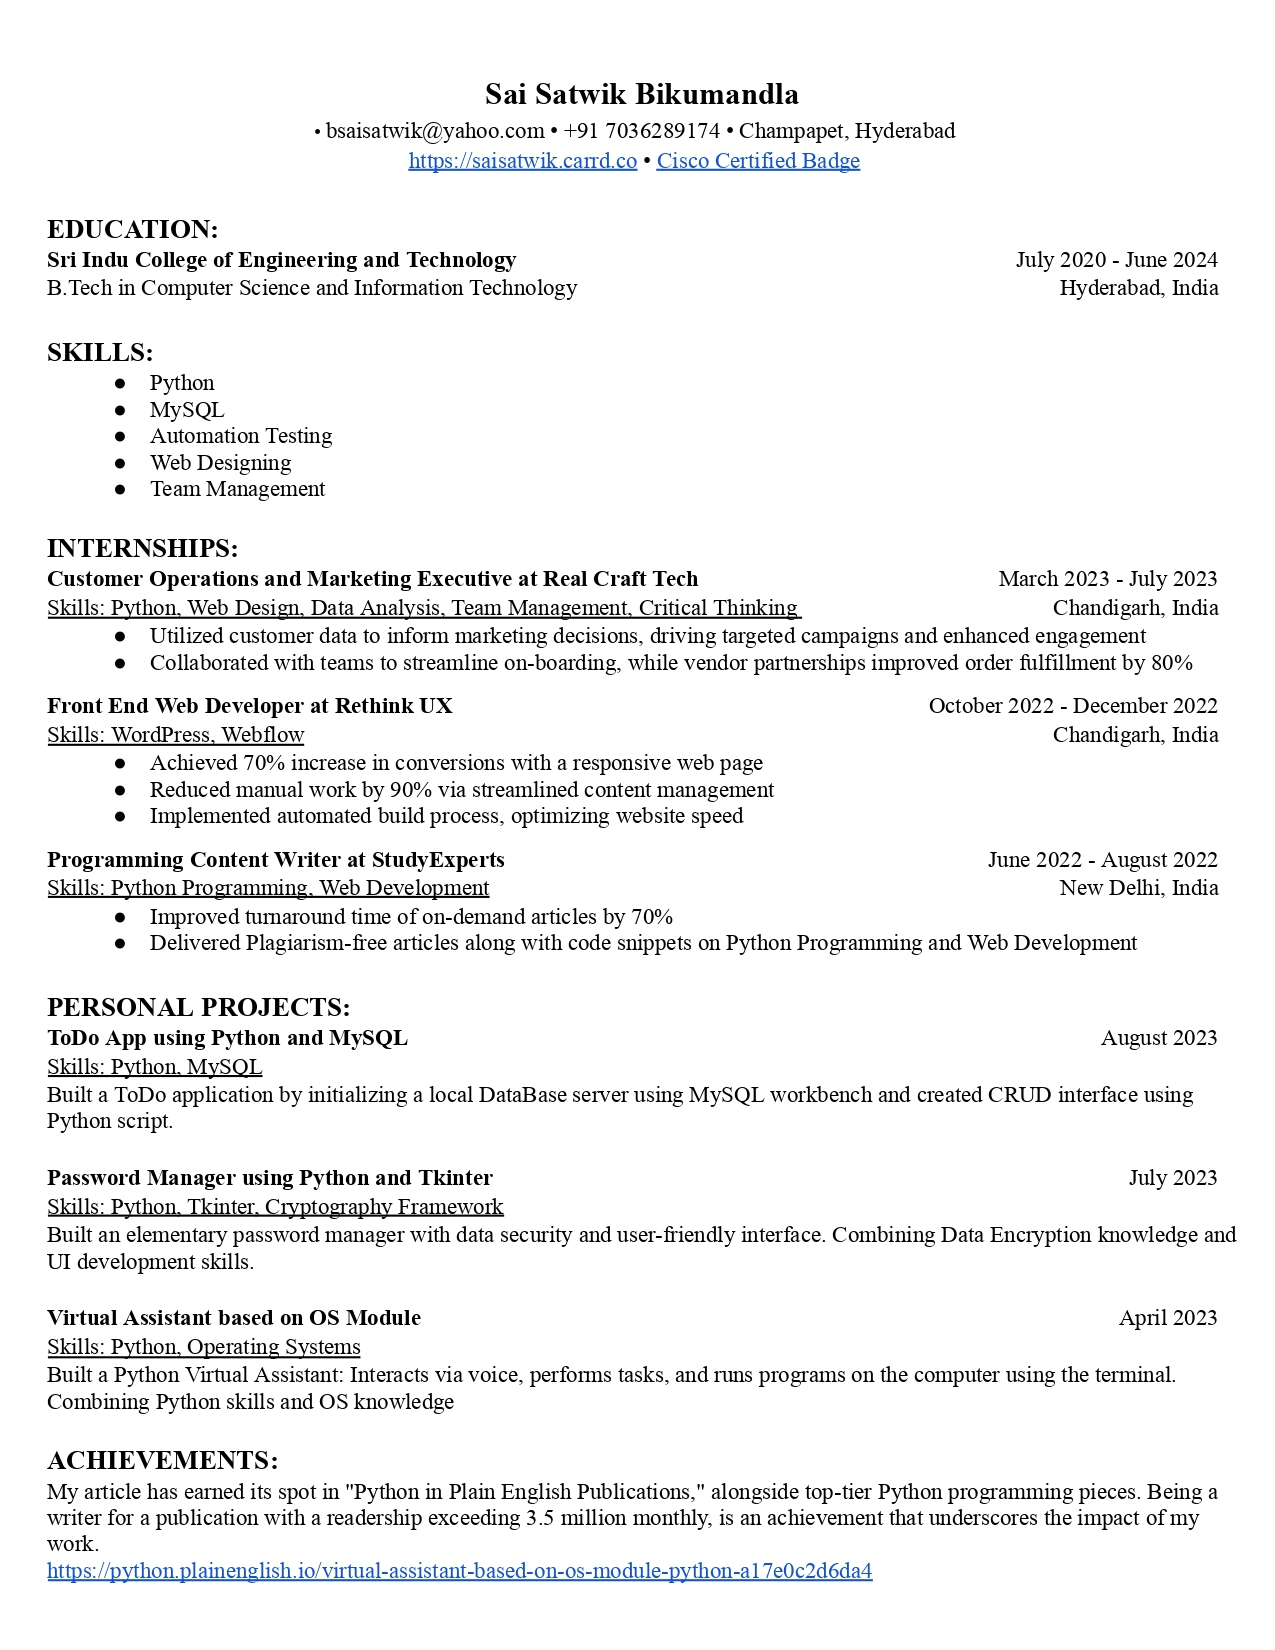 Sai Satwik Bikumandla
• bsaisatwik@yahoo.com • +91 7036289174 • Champapet, Hyderabad
https://saisatwik.carrd.co • Cisco Certified Badge
EDUCATION:
Sri Indu College of Engineering and Technology July 2020 - June 2024
B.Tech in Computer Science and Information Technology Hyderabad, India
SKILLS:
● Python
● MySQL
● Automation Testing
● Web Designing
● Team Management
INTERNSHIPS:
Customer Operations and Marketing Executive at Real Craft Tech March 2023 - July 2023
Skills: Python, Web Design, Data Analysis, Team Management, Critical Thinking Chandigarh, India
● Utilized customer data to inform marketing decisions, driving targeted campaigns and enhanced engagement
● Collaborated with teams to streamline on-boarding, while vendor partnerships improved order fulfillment by 80%
Front End Web Developer at Rethink UX October 2022 - December 2022
Skills: WordPress, Webflow Chandigarh, India
● Achieved 70% increase in conversions with a responsive web page
● Reduced manual work by 90% via streamlined content management
● Implemented automated build process, optimizing website speed
Programming Content Writer at StudyExperts June 2022 - August 2022
Skills: Python Programming, Web Development New Delhi, India
● Improved turnaround time of on-demand articles by 70%
● Delivered Plagiarism-free articles along with code snippets on Python Programming and Web Development
PERSONAL PROJECTS:
ToDo App using Python and MySQL August 2023
Skills: Python, MySQL
Built a ToDo application by initializing a local DataBase server using MySQL workbench and created CRUD interface using
Python script.
Password Manager using Python and Tkinter July 2023
Skills: Python, Tkinter, Cryptography Framework
Built an elementary password manager with data security and user-friendly interface. Combining Data Encryption knowledge and
UI development skills.
Virtual Assistant based on OS Module April 2023
Skills: Python, Operating Systems
Built a Python Virtual Assistant: Interacts via voice, performs tasks, and runs programs on the computer using the terminal.
Combining Python skills and OS knowledge
ACHIEVEMENTS:
My article has earned its spot in "Python in Plain English Publications," alongside top-tier Python programming pieces. Being a
writer for a publication with a readership exceeding 3.5 million monthly, is an achievement that underscores the impact of my
work.
https://python.plainenglish.io/virtual-assistant-based-on-os-module-python-a17e0c2d6da4